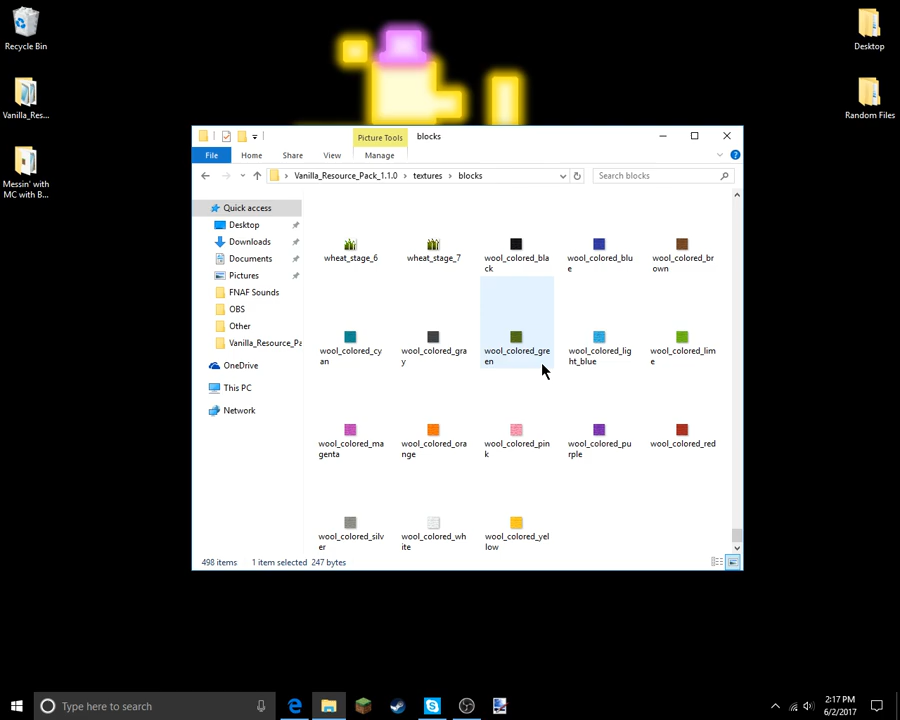 Recycle Bin
Desktop
Vanilla_Res...
Random Files
Messin' with
MC with B...
Picture Tools
blocks
File
Home
Share
View
Manage
Vanilla_Resource_Pack_1.1.0
textures
blocks
Search blocks
Quick access
Desktop
Downloads
Documents
Pictures
FNAF Sounds
OBS
Other
Vanilla_Resource_Pa
OneDrive
This PC
Network
wheat_stage_6
wheat_stage_7
wool_colored_bla
ck
wool_colored_blu
e
wool_colored_br
own
wool_colored_cy
an
wool_colored_gra
y
wool_colored_gre
en
wool_colored_lig
ht_blue
wool_colored_lim
e
wool_colored_ma
genta
wool_colored_ora
nge
wool_colored_pin
k
wool_colored_pu
rple
wool_colored_red
wool_colored_silv
er
wool_colored_wh
ite
wool_colored_yel
low
498 items
1 item selected 247 bytes
Type here to search
2:17 PM
6/2/2017